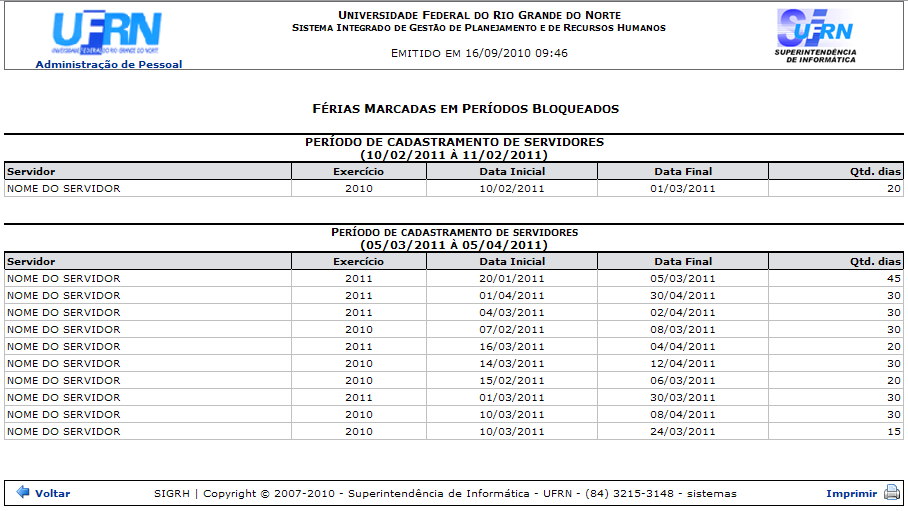 UFRN
UNIVERSIDADE FEDERAL DO RIO GRANDE DO NORTE
Administração de Pessoal
Universidade Federal do Rio Grande do Norte
Sistema Integrado de Gestão de Planejamento e de Recursos Humanos
EMITIDO EM 16/09/2010 09:46
SUFRN
SUPERINTENDÊNCIA
DE INFORMÁTICA
Férias Marcadas em Períodos Bloqueados
PERÍODO DE CADASTRAMENTO DE SERVIDORES
(10/02/2011 À 11/02/2011)
Servidor Exercício Data Inicial Data Final Qtd. dias
NOME DO SERVIDOR 2010 10/02/2011 01/03/2011 20
Período de cadastramento de servidores
(05/03/2011 À 05/04/2011)
Servidor Exercício Data Inicial Data Final Qtd. dias
NOME DO SERVIDOR 2011 20/01/2011 05/03/2011 45
NOME DO SERVIDOR 2011 01/04/2011 30/04/2011 30
NOME DO SERVIDOR 2011 04/03/2011 02/04/2011 30
NOME DO SERVIDOR 2010 07/02/2011 08/03/2011 30
NOME DO SERVIDOR 2011 16/03/2011 04/04/2011 20
NOME DO SERVIDOR 2010 14/03/2011 12/04/2011 30
NOME DO SERVIDOR 2010 15/02/2011 06/03/2011 20
NOME DO SERVIDOR 2011 01/03/2011 30/03/2011 30
NOME DO SERVIDOR 2010 10/03/2011 08/04/2011 30
NOME DO SERVIDOR 2010 10/03/2011 24/03/2011 15
Voltar SIGRH | Copyright © 2007-2010 - Superintendência de Informática - UFRN - (84) 3215-3148 - sistemas Imprimir